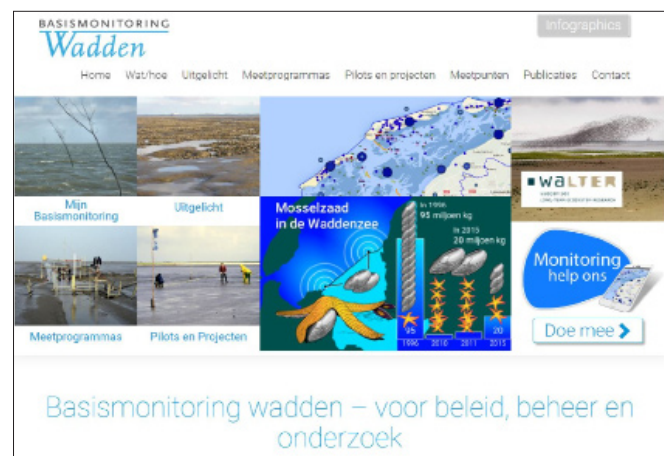 BASISMONITORING
Wadden
Infographics
Home Wat/hoe Uitgelicht Meetprogrammas Pilots en projecten Meetpunten Publicaties Contact
Mijn
Basismonitoring
Uitgelicht
Mosselzaad
in de Waddenzee
In 1996
95 miljoen kg
In 2015
20 miljoen kg
95
20
1996 2010 2011 2015
WaLTER
Monitoring
help ons
Doe mee
Meetprogrammas
Pilots en Projecten
Basismonitoring wadden – voor beleid, beheer en
onderzoek